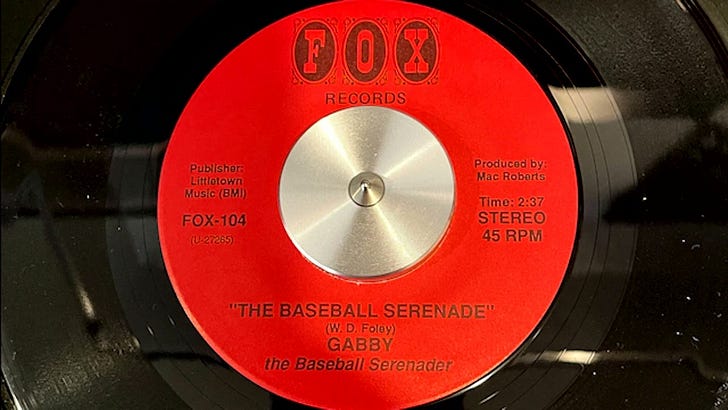 FOX
RECORDS
Publisher:
Littletown
Music (BMI)
FOX-104
(U-27265)
Produced by:
Mac Roberts
Time: 2:37
STEREO
45 RPM
"THE BASEBALL SERENADE"
(W. D. Foley)
GABBY
the Baseball Serenader